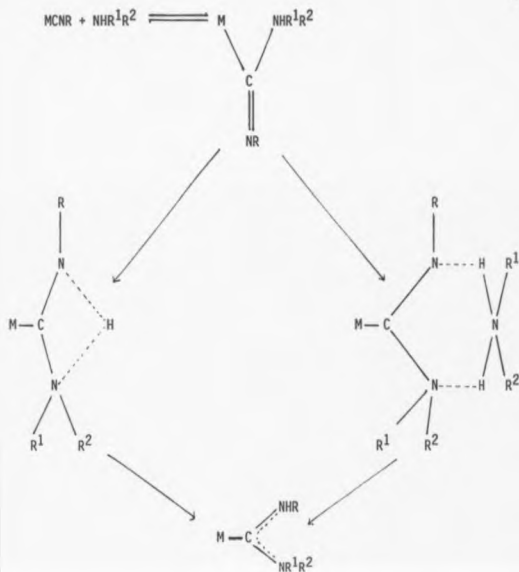 MCNR + NHR¹R² M NHR¹R²
C
NR
R R
N N H R¹
M C H M C N
N N H R²
R¹ R² R¹ R²
NHR
M C
NR¹R²